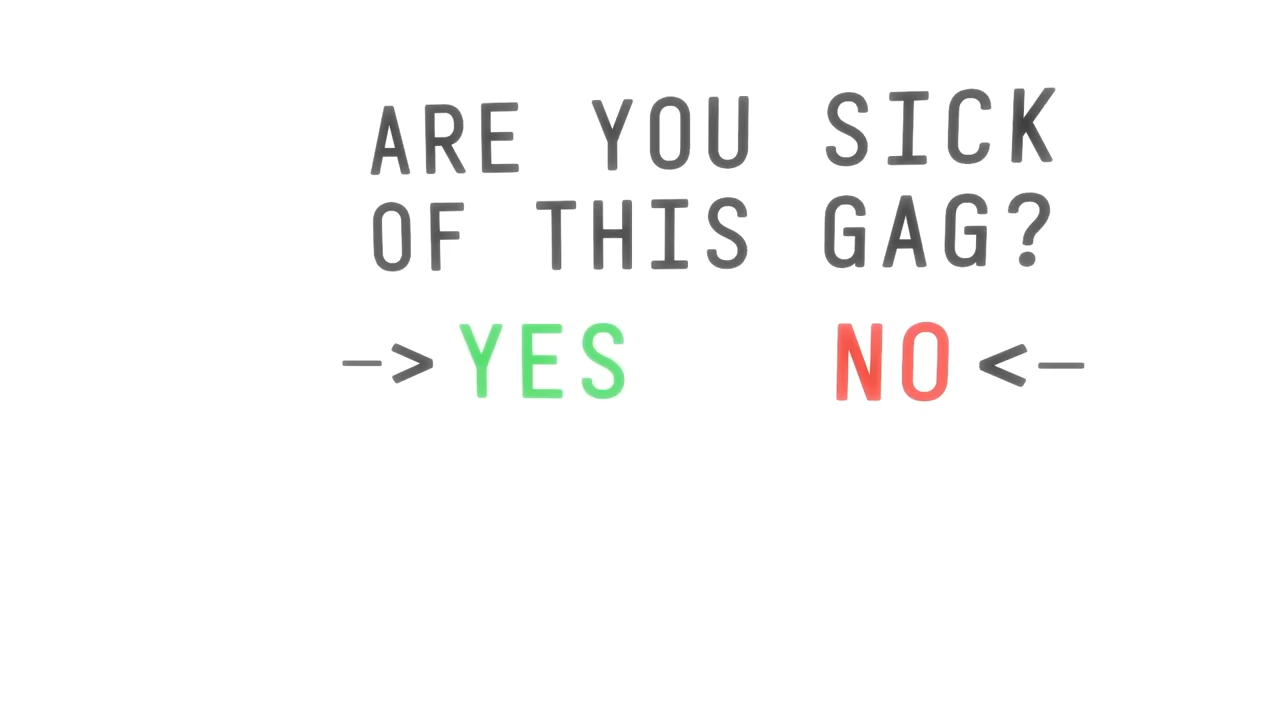 ARE YOU SICK
OF THIS GAG?
—> YES NO <—